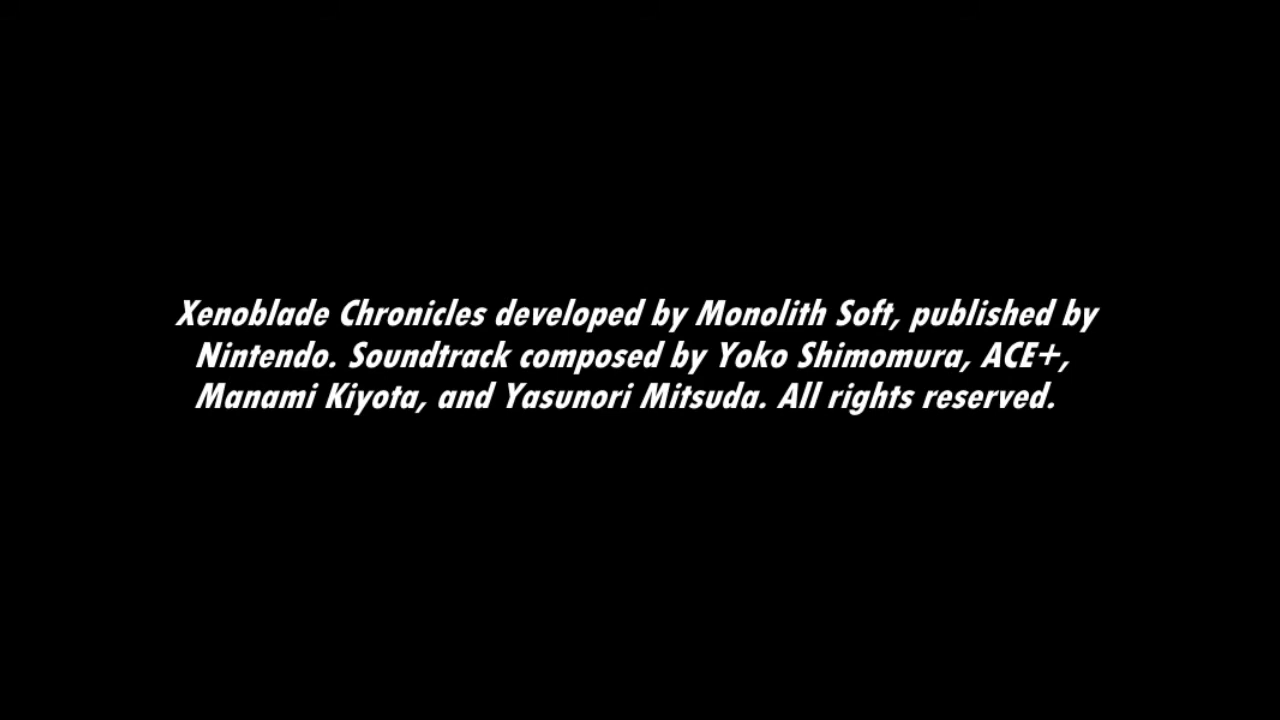 Xenoblade Chronicles developed by Monolith Soft, published by
Nintendo. Soundtrack composed by Yoko Shimomura, ACE+,
Manami Kiyota, and Yasunori Mitsuda. All rights reserved.